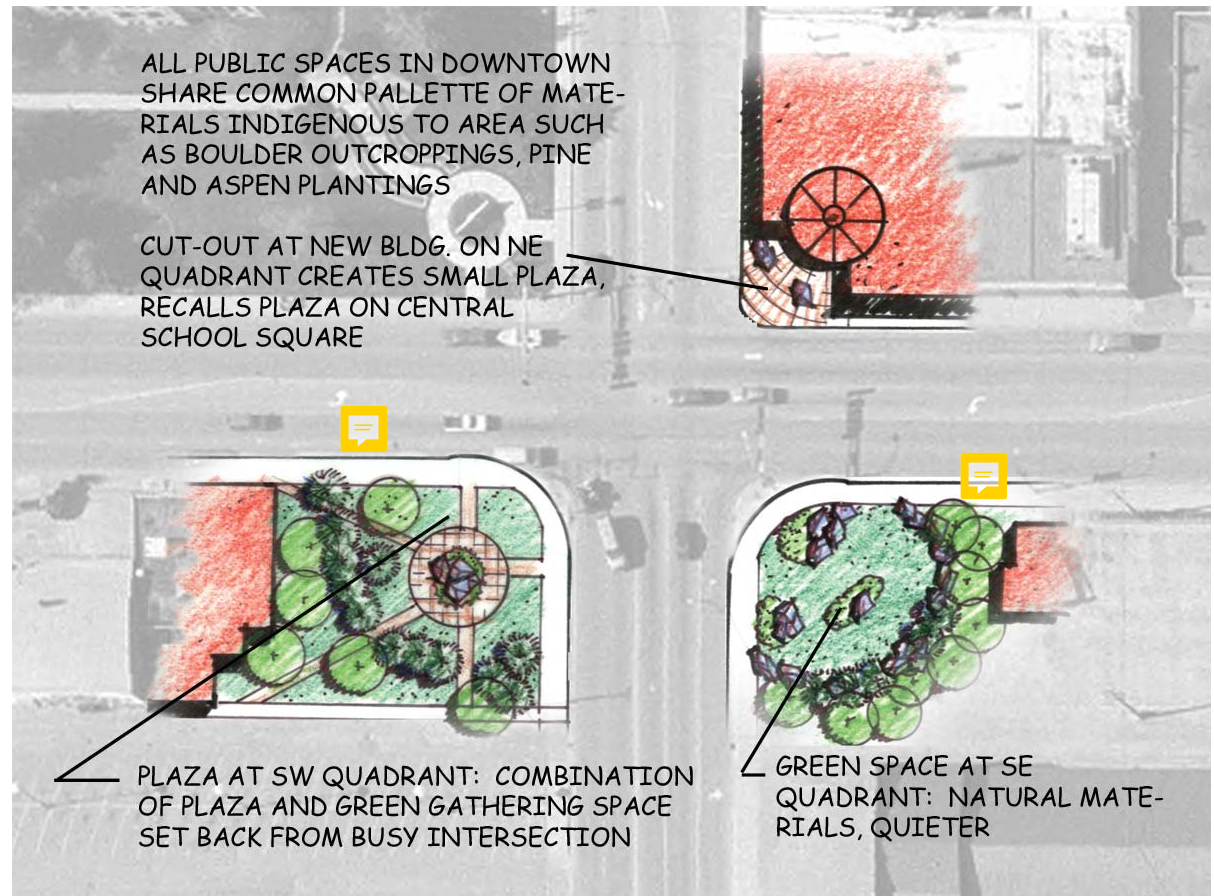 ALL PUBLIC SPACES IN DOWNTOWN
SHARE COMMON PALLETTE OF MATE-
RIALS INDIGENOUS TO AREA SUCH
AS BOULDER OUTCROPPINGS, PINE
AND ASPEN PLANTINGS
CUT-OUT AT NEW BLDG. ON NE
QUADRANT CREATES SMALL PLAZA,
RECALLS PLAZA ON CENTRAL
SCHOOL SQUARE
PLAZA AT SW QUADRANT: COMBINATION
OF PLAZA AND GREEN GATHERING SPACE
SET BACK FROM BUSY INTERSECTION
GREEN SPACE AT SE
QUADRANT: NATURAL MATE-
RIALS, QUIETER